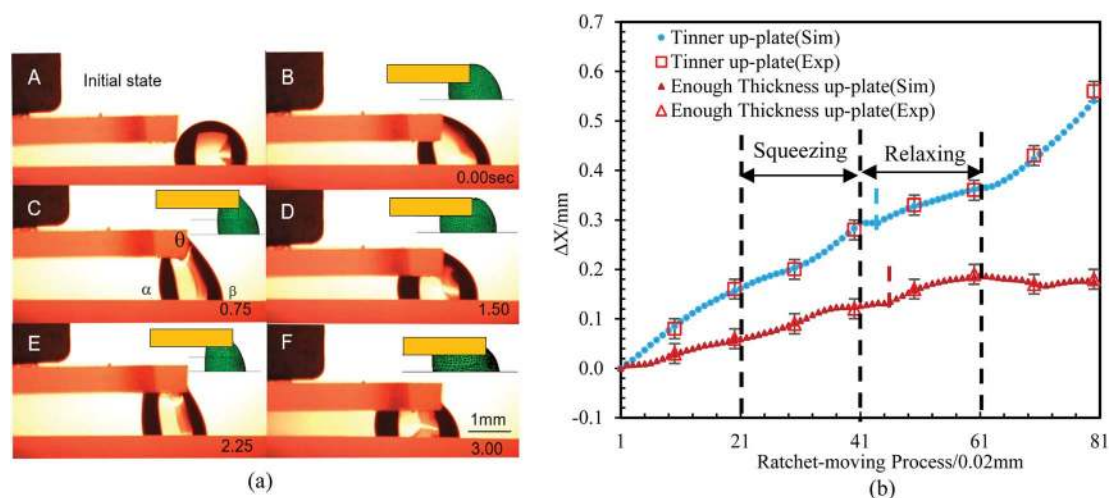 A
Initial state
B
0.00sec
C
θ
α
β
0.75
D
1.50
E
2.25
F
1mm
3.00
(a)
0.7
0.6
0.5
0.4
0.3
0.2
0.1
0.0
-0.1
ΔX/mm
Tinner up-plate(Sim)
Tinner up-plate(Exp)
Enough Thickness up-plate(Sim)
Enough Thickness up-plate(Exp)
Squeezing
Relaxing
1 21 41 61 81
Ratchet-moving Process/0.02mm
(b)